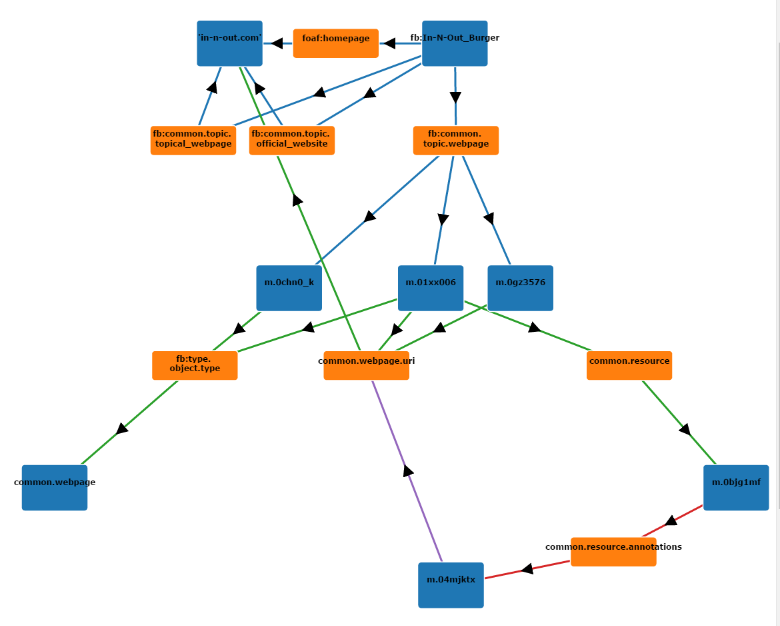 'in-n-out.com'
foaf:homepage
fb:In-N-Out_Burger
fb:common.topic.
topical_webpage
fb:common.topic.
official_website
fb:common.
topic.webpage
m.0chn0_k
m.01xx006
m.0gz3576
fb:type.
object.type
common.webpage.uri
common.resource
common.webpage
m.0bjg1mf
common.resource.annotations
m.04mjktx